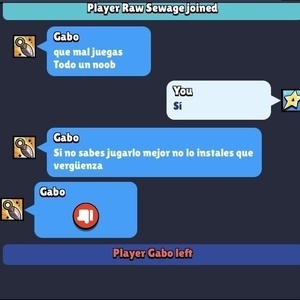 Player Raw Sewage joined
Gabo
que mal juegas
Todo un noob
You
Si
Gabo
Si no sabes jugarlo mejor no lo instales que
vergüenza
Gabo
Player Gabo left